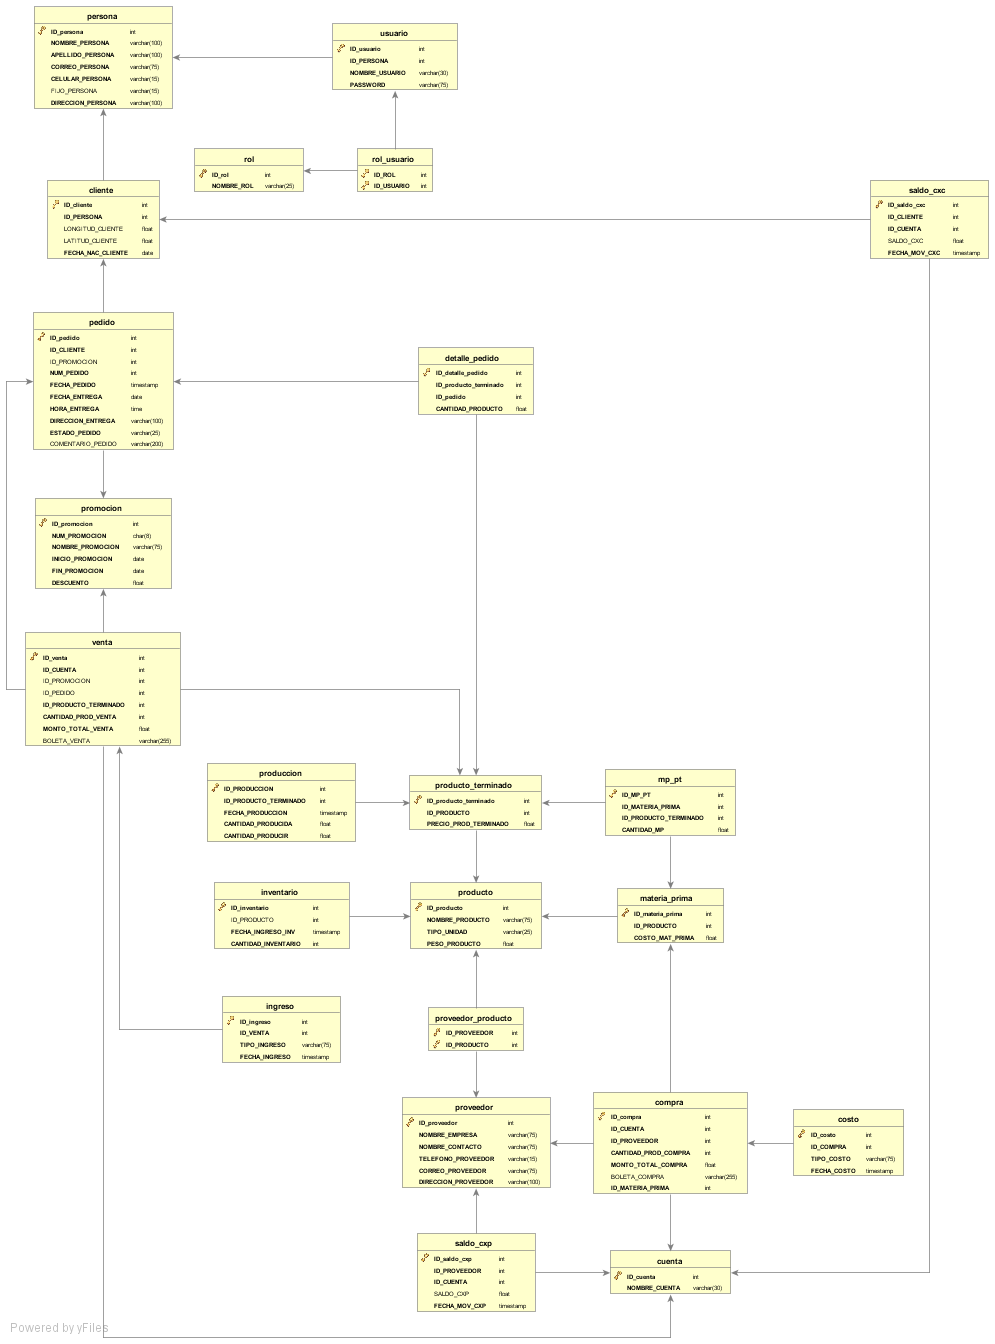 persona
ID_persona int
NOMBRE_PERSONA varchar(100)
APELLIDO_PERSONA varchar(100)
CORREO_PERSONA varchar(75)
CELULAR_PERSONA varchar(15)
FIJO_PERSONA varchar(15)
DIRECCION_PERSONA varchar(100)
usuario
ID_usuario int
ID_PERSONA int
NOMBRE_USUARIO varchar(30)
PASSWORD varchar(75)
rol
ID_rol int
NOMBRE_ROL varchar(25)
rol_usuario
ID_ROL int
ID_USUARIO int
cliente
ID_cliente int
ID_PERSONA int
LONGITUD_CLIENTE float
LATITUD_CLIENTE float
FECHA_NAC_CLIENTE date
saldo_cxc
ID_saldo_cxc int
ID_CLIENTE int
ID_CUENTA int
SALDO_CXC float
FECHA_MOV_CXC timestamp
pedido
ID_pedido int
ID_CLIENTE int
ID_PROMOCION int
NUM_PEDIDO int
FECHA_PEDIDO timestamp
FECHA_ENTREGA date
HORA_ENTREGA time
DIRECCION_ENTREGA varchar(100)
ESTADO_PEDIDO varchar(25)
COMENTARIO_PEDIDO varchar(200)
detalle_pedido
ID_detalle_pedido int
ID_producto_terminado int
ID_pedido int
CANTIDAD_PRODUCTO float
promocion
ID_promocion int
NUM_PROMOCION char(8)
NOMBRE_PROMOCION varchar(75)
INICIO_PROMOCION date
FIN_PROMOCION date
DESCUENTO float
venta
ID_venta int
ID_CUENTA int
ID_PROMOCION int
ID_PEDIDO int
ID_PRODUCTO_TERMINADO int
CANTIDAD_PROD_VENTA int
MONTO_TOTAL_VENTA float
BOLETA_VENTA varchar(255)
produccion
ID_PRODUCCION int
ID_PRODUCTO_TERMINADO int
FECHA_PRODUCCION timestamp
CANTIDAD_PRODUCIDA float
CANTIDAD_PRODUCIR float
producto_terminado
ID_producto_terminado int
ID_PRODUCTO int
PRECIO_PROD_TERMINADO float
mp_pt
ID_MP_PT int
ID_MATERIA_PRIMA int
ID_PRODUCTO_TERMINADO int
CANTIDAD_MP float
inventario
ID_inventario int
ID_PRODUCTO int
FECHA_INGRESO_INV timestamp
CANTIDAD_INVENTARIO int
producto
ID_producto int
NOMBRE_PRODUCTO varchar(75)
TIPO_UNIDAD varchar(25)
PESO_PRODUCTO float
materia_prima
ID_materia_prima int
ID_PRODUCTO int
COSTO_MAT_PRIMA float
ingreso
ID_ingreso int
ID_VENTA int
TIPO_INGRESO varchar(75)
FECHA_INGRESO timestamp
proveedor_producto
ID_PROVEEDOR int
ID_PRODUCTO int
proveedor
ID_proveedor int
NOMBRE_EMPRESA varchar(75)
NOMBRE_CONTACTO varchar(75)
TELEFONO_PROVEEDOR varchar(15)
CORREO_PROVEEDOR varchar(75)
DIRECCION_PROVEEDOR varchar(100)
compra
ID_compra int
ID_CUENTA int
ID_PROVEEDOR int
CANTIDAD_PROD_COMPRA int
MONTO_TOTAL_COMPRA float
BOLETA_COMPRA varchar(255)
ID_MATERIA_PRIMA int
costo
ID_costo int
ID_COMPRA int
TIPO_COSTO varchar(75)
FECHA_COSTO timestamp
saldo_cxp
ID_saldo_cxp int
ID_PROVEEDOR int
ID_CUENTA int
SALDO_CXP float
FECHA_MOV_CXP timestamp
cuenta
ID_cuenta int
NOMBRE_CUENTA varchar(30)
Powered by yFiles